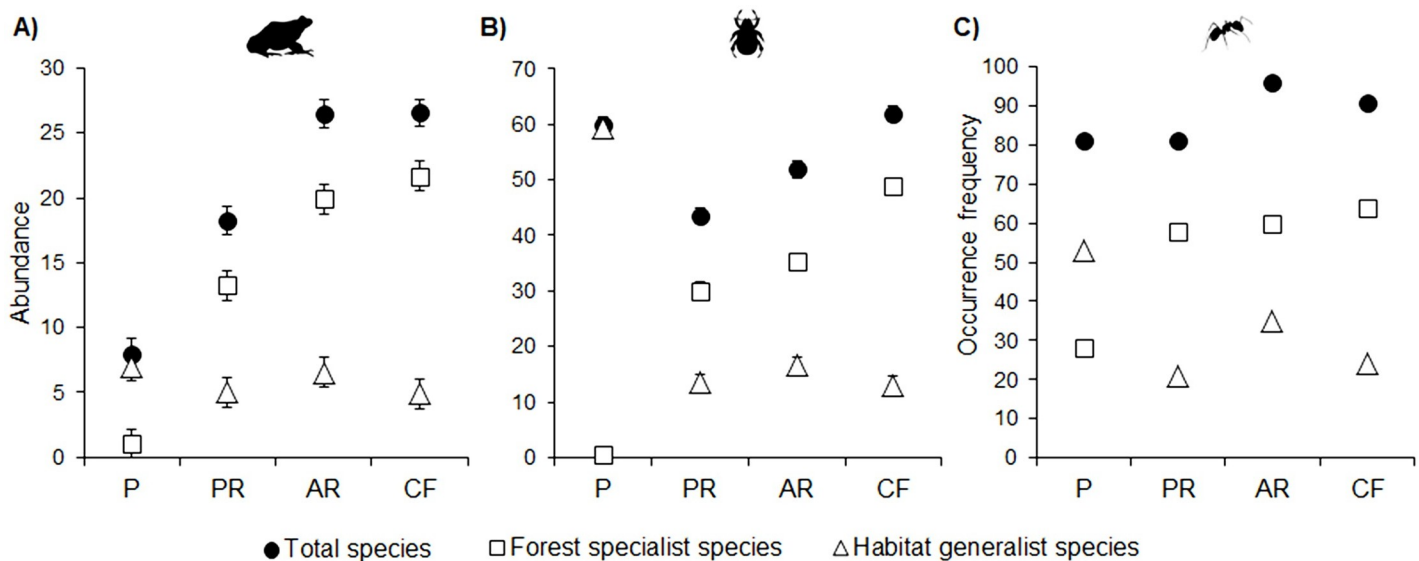 A)
B)
C)
Abundance
30
25
20
15
10
5
0
P PR AR CF
70
60
50
40
30
20
10
0
P PR AR CF
Occurrence frequency
100
90
80
70
60
50
40
30
20
10
0
P PR AR CF
Total species Forest specialist species Habitat generalist species